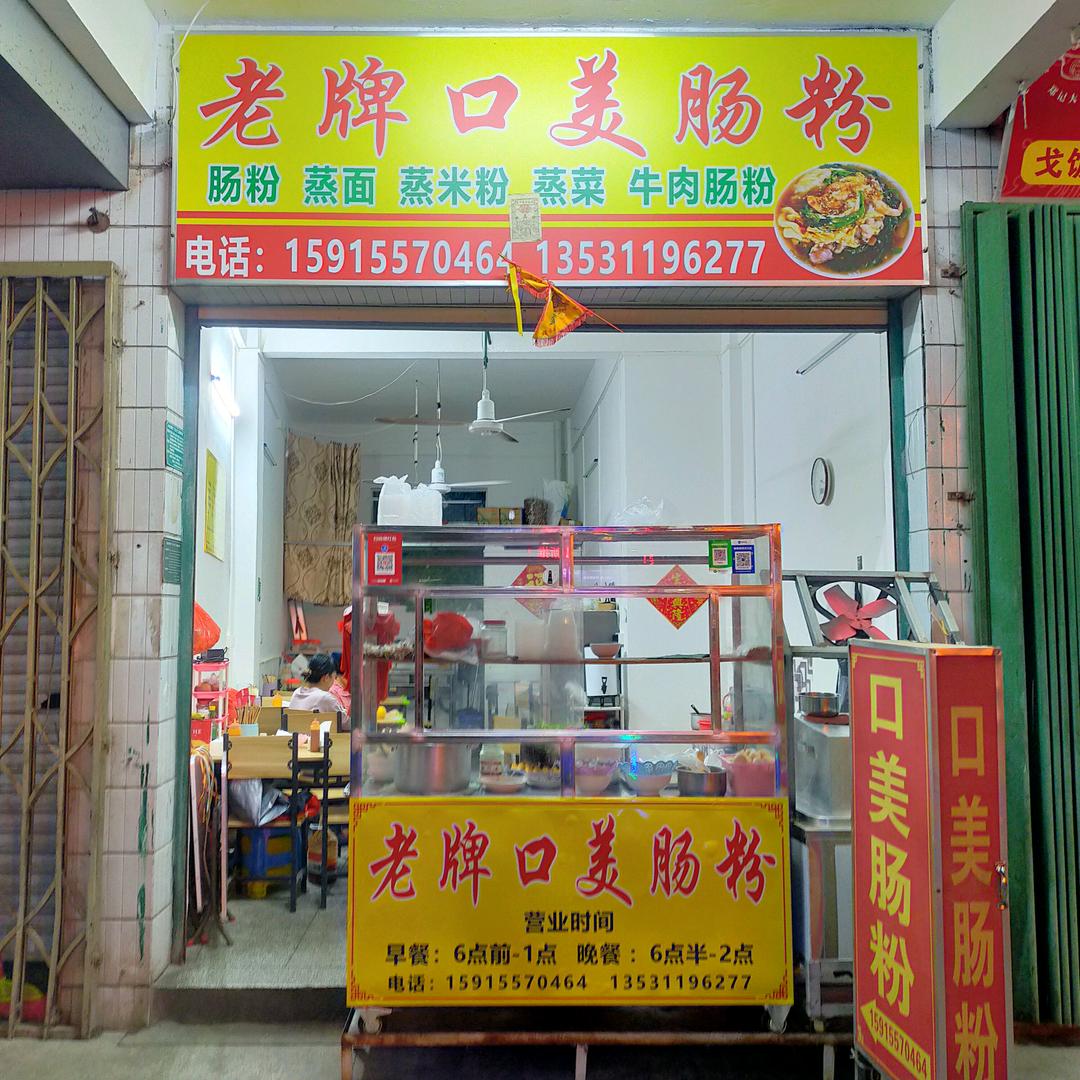 老牌口美肠粉
肠粉 蒸面 蒸米粉 蒸菜 牛肉肠粉
电话：15915570464 13531196277
老牌口美肠粉
营业时间
早餐：6点前-1点 晚餐：6点半-2点
电话：15915570464 13531196277
口美肠粉
15915570464
口美肠粉
戈饭